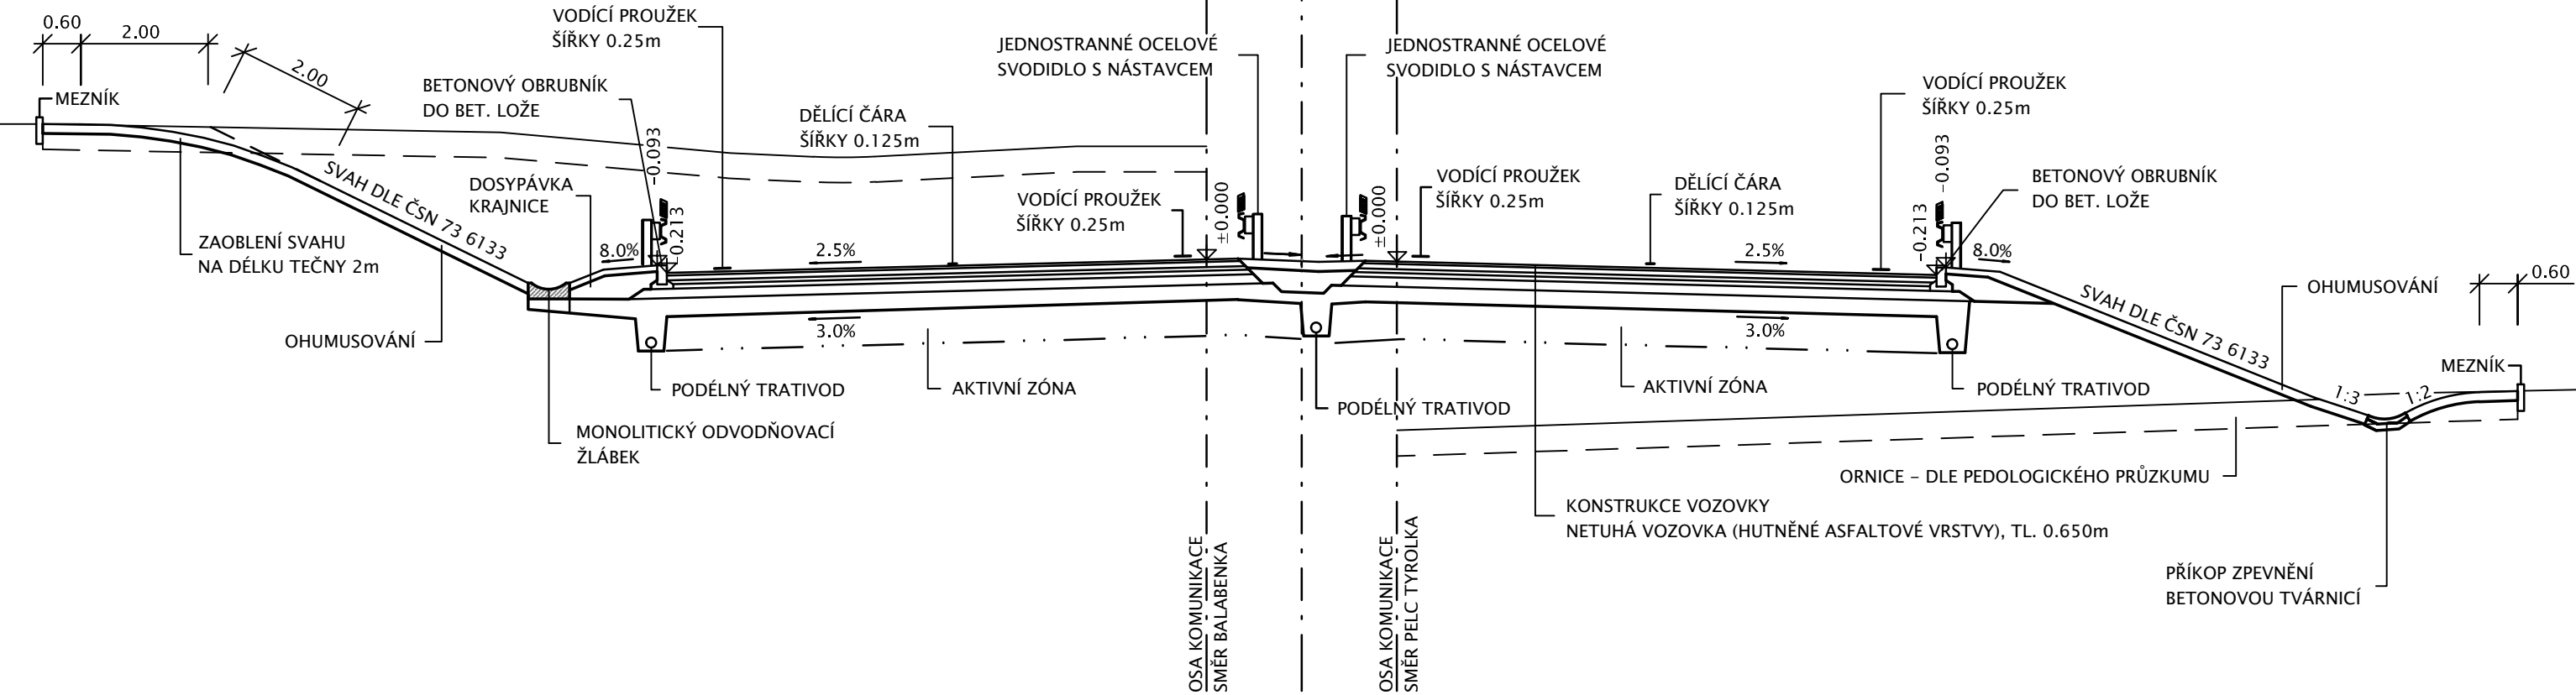 0.60
2.00
2.00
MEZNÍK
VODÍCÍ PROUŽEK
ŠÍŘKY 0.25m
BETONOVÝ OBRUBNÍK
DO BET. LOŽE
DĚLÍCÍ ČÁRA
ŠÍŘKY 0.125m
JEDNOSTRANNÉ OCELOVÉ
SVODIDLO S NÁSTAVCEM
JEDNOSTRANNÉ OCELOVÉ
SVODIDLO S NÁSTAVCEM
VODÍCÍ PROUŽEK
ŠÍŘKY 0.25m
-0.093
-0.213
-0.093
-0.213
SVAH DLE ČSN 73 6133
DOSYPÁVKA
KRAJNICE
VODÍCÍ PROUŽEK
ŠÍŘKY 0.25m
±0.000
±0.000
VODÍCÍ PROUŽEK
ŠÍŘKY 0.25m
DĚLÍCÍ ČÁRA
ŠÍŘKY 0.125m
BETONOVÝ OBRUBNÍK
DO BET. LOŽE
ZAOBLENÍ SVAHU
NA DÉLKU TEČNY 2m
8.0%
2.5%
2.5%
8.0%
0.60
SVAH DLE ČSN 73 6133
OHUMUSOVÁNÍ
OHUMUSOVÁNÍ
3.0%
3.0%
MEZNÍK
1:3
1:2
PODÉLNÝ TRATIVOD
AKTIVNÍ ZÓNA
PODÉLNÝ TRATIVOD
AKTIVNÍ ZÓNA
PODÉLNÝ TRATIVOD
MONOLITICKÝ ODVODŇOVACÍ
ŽLÁBEK
ORNICE – DLE PEDOLOGICKÉHO PRŮZKUMU
KONSTRUKCE VOZOVKY
NETUHÁ VOZOVKA (HUTNĚNÉ ASFALTOVÉ VRSTVY), TL. 0.650m
OSA KOMUNIKACE
SMĚR BALABENKA
OSA KOMUNIKACE
SMĚR PELC TYROLKA
PŘÍKOP ZPEVNĚNÍ
BETONOVOU TVÁRNICÍ